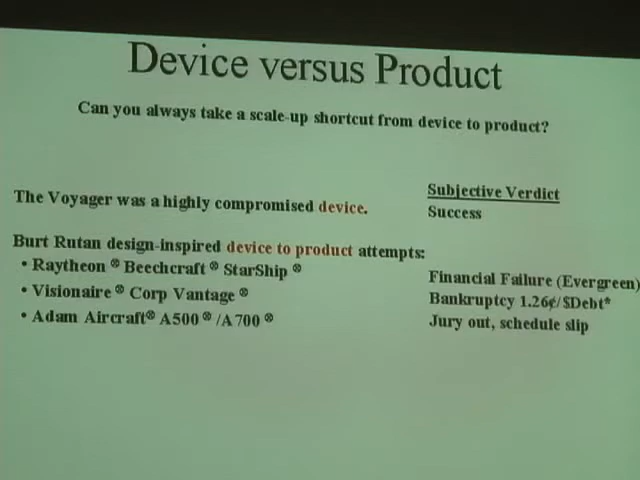 Device versus Product
Can you always take a scale-up shortcut from device to product?
Subjective Verdict
The Voyager was a highly compromised device. Success
Burt Rutan design-inspired device to product attempts:
• Raytheon ® Beechcraft ® StarShip ® Financial Failure (Evergreen)
• Visionaire ® Corp Vantage ® Bankruptcy 1.26¢/$Debt*
• Adam Aircraft® A500 ® /A700 ® Jury out, schedule slip